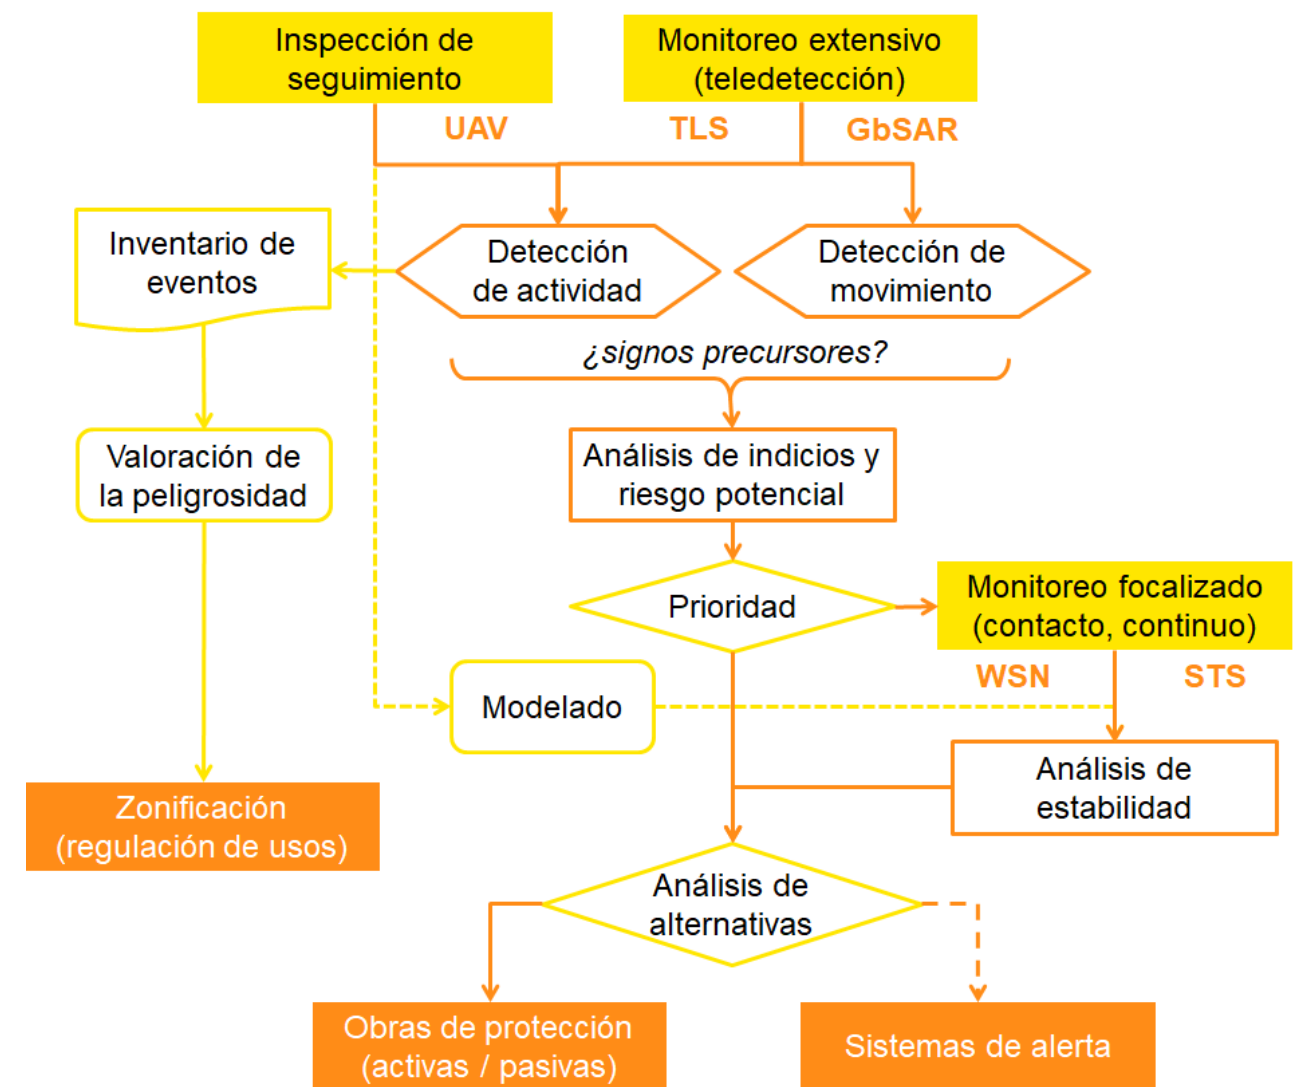 Inspección de
seguimiento
Monitoreo extensivo
(teledetección)
UAV
TLS
GbSAR
Inventario de
eventos
Detección
de actividad
Detección de
movimiento
¿signos precursores?
Valoración de
la peligrosidad
Análisis de indicios y
riesgo potencial
Prioridad
Monitoreo focalizado
(contacto, continuo)
WSN
STS
Modelado
Análisis de
estabilidad
Zonificación
(regulación de usos)
Análisis de
alternativas
Obras de protección
(activas / pasivas)
Sistemas de alerta